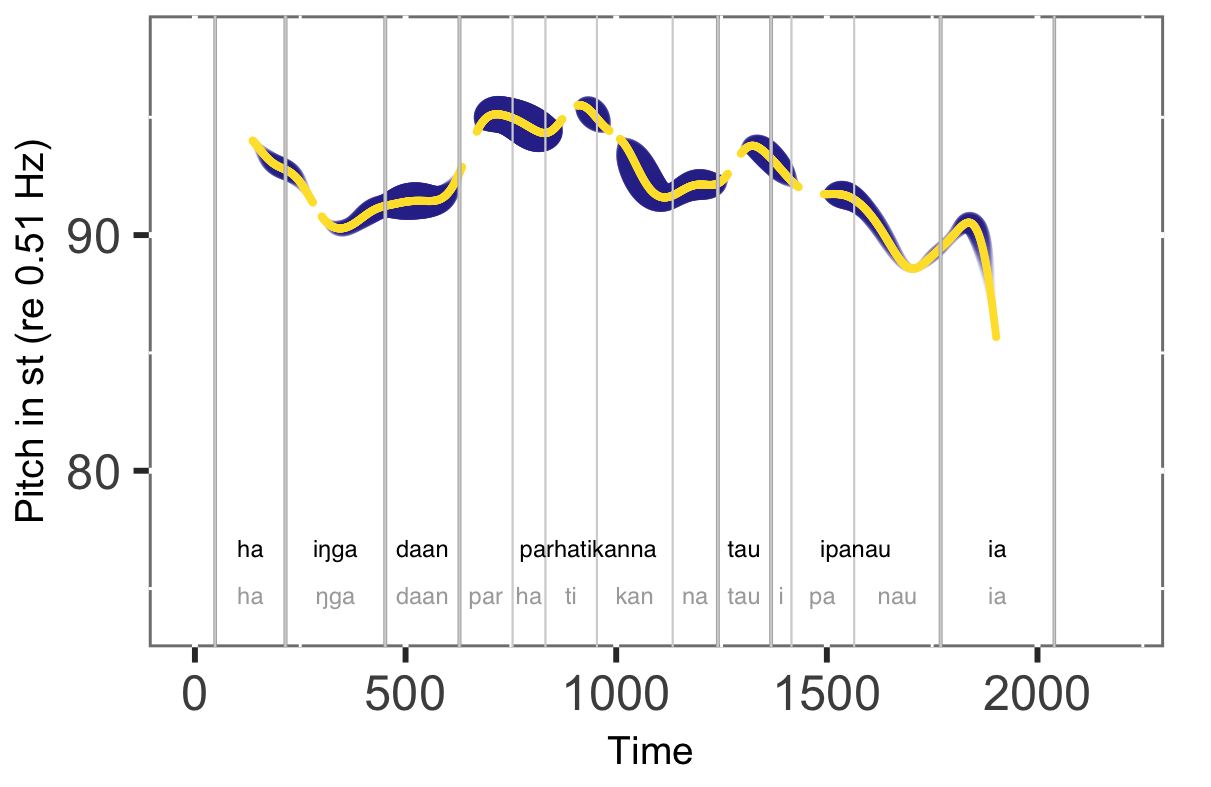 Pitch in st (re 0.51 Hz)
90
80
ha iŋga daan parhatikanna tau ipanau ia
ha ŋga daan par ha ti kan na tau i pa nau ia
0 500 1000 1500 2000
Time